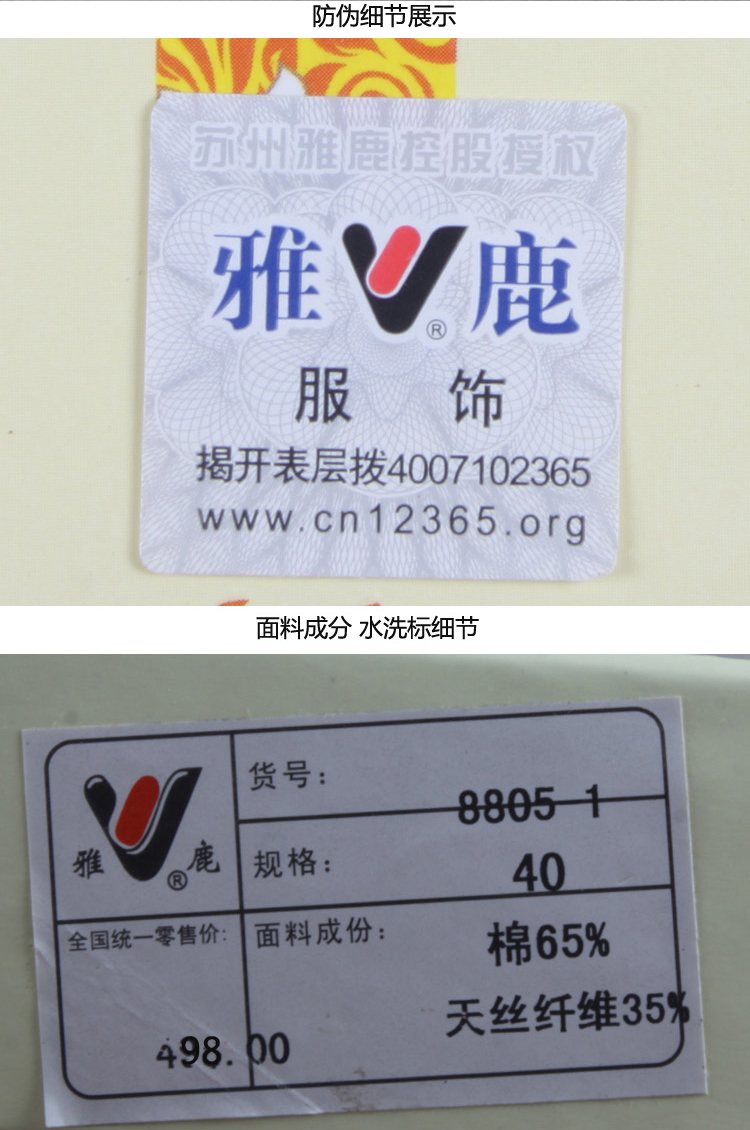 防伪细节展示
苏州雅鹿控股授权
雅 鹿
®
服 饰
揭开表层拨4007102365
www.cn12365.org
面料成分 水洗标细节
货号：
8805 1
雅 ® 鹿
规格：
40
全国统一零售价:
面料成份：
棉65%
天丝纤维35%
498.00